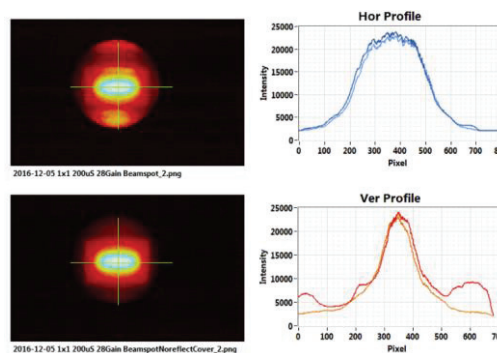 2016-12-05 1x1 200uS 28Gain Beamspot_2.png
Hor Profile
25000
20000
15000
10000
5000
0
Intensity
0 100 200 300 400 500 600 700
Pixel
2016-12-05 1x1 200uS 28Gain BeamspotNoreflectCover_2.png
Ver Profile
25000
20000
15000
10000
5000
0
Intensity
0 100 200 300 400 500 600
Pixel